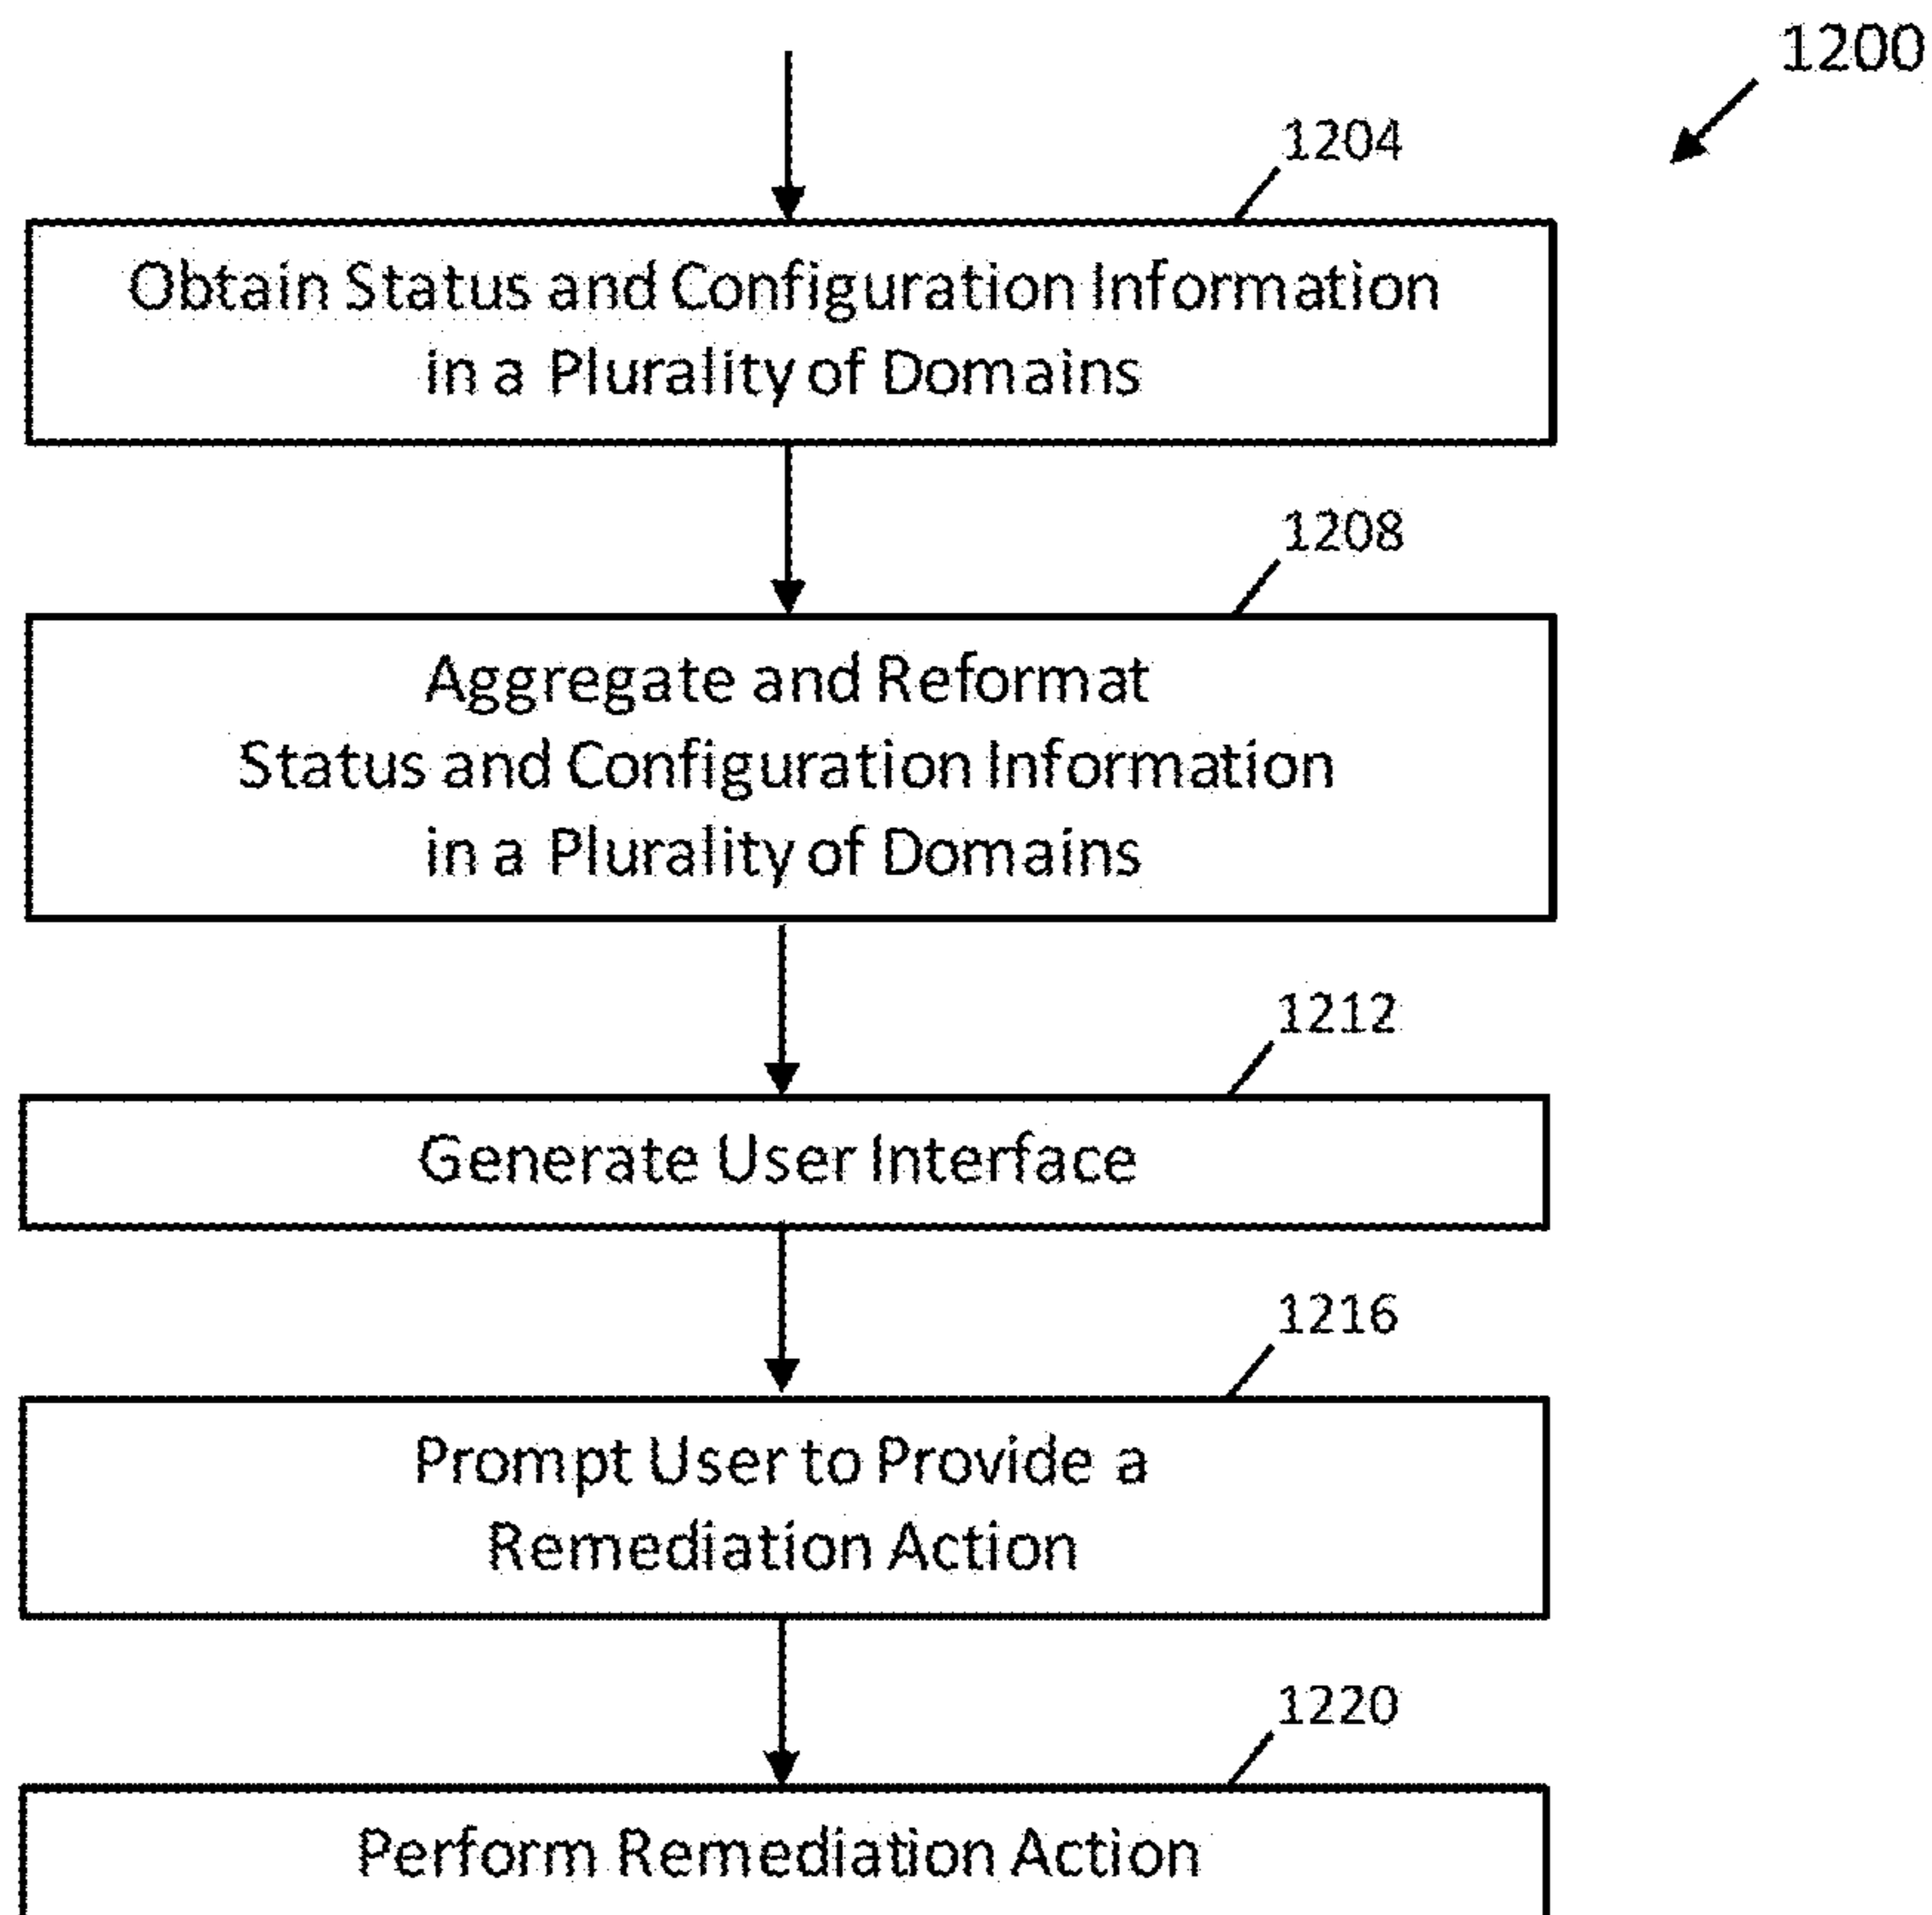 1200
1204
Obtain Status and Configuration Information
in a Plurality of Domains
1208
Aggregate and Reformat
Status and Configuration Information
in a Plurality of Domains
1212
Generate User Interface
1216
Prompt User to Provide a
Remediation Action
1220
Perform Remediation Action